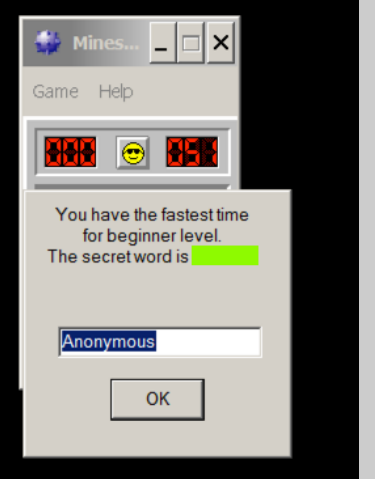 Mines...
Game Help
You have the fastest time
for beginner level.
The secret word is
Anonymous
OK